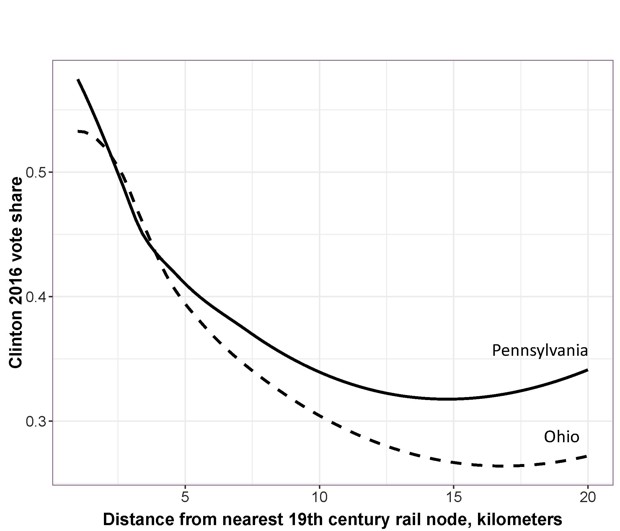 Clinton 2016 vote share
0.5
0.4
0.3
Pennsylvania
Ohio
5 10 15 20
Distance from nearest 19th century rail node, kilometers